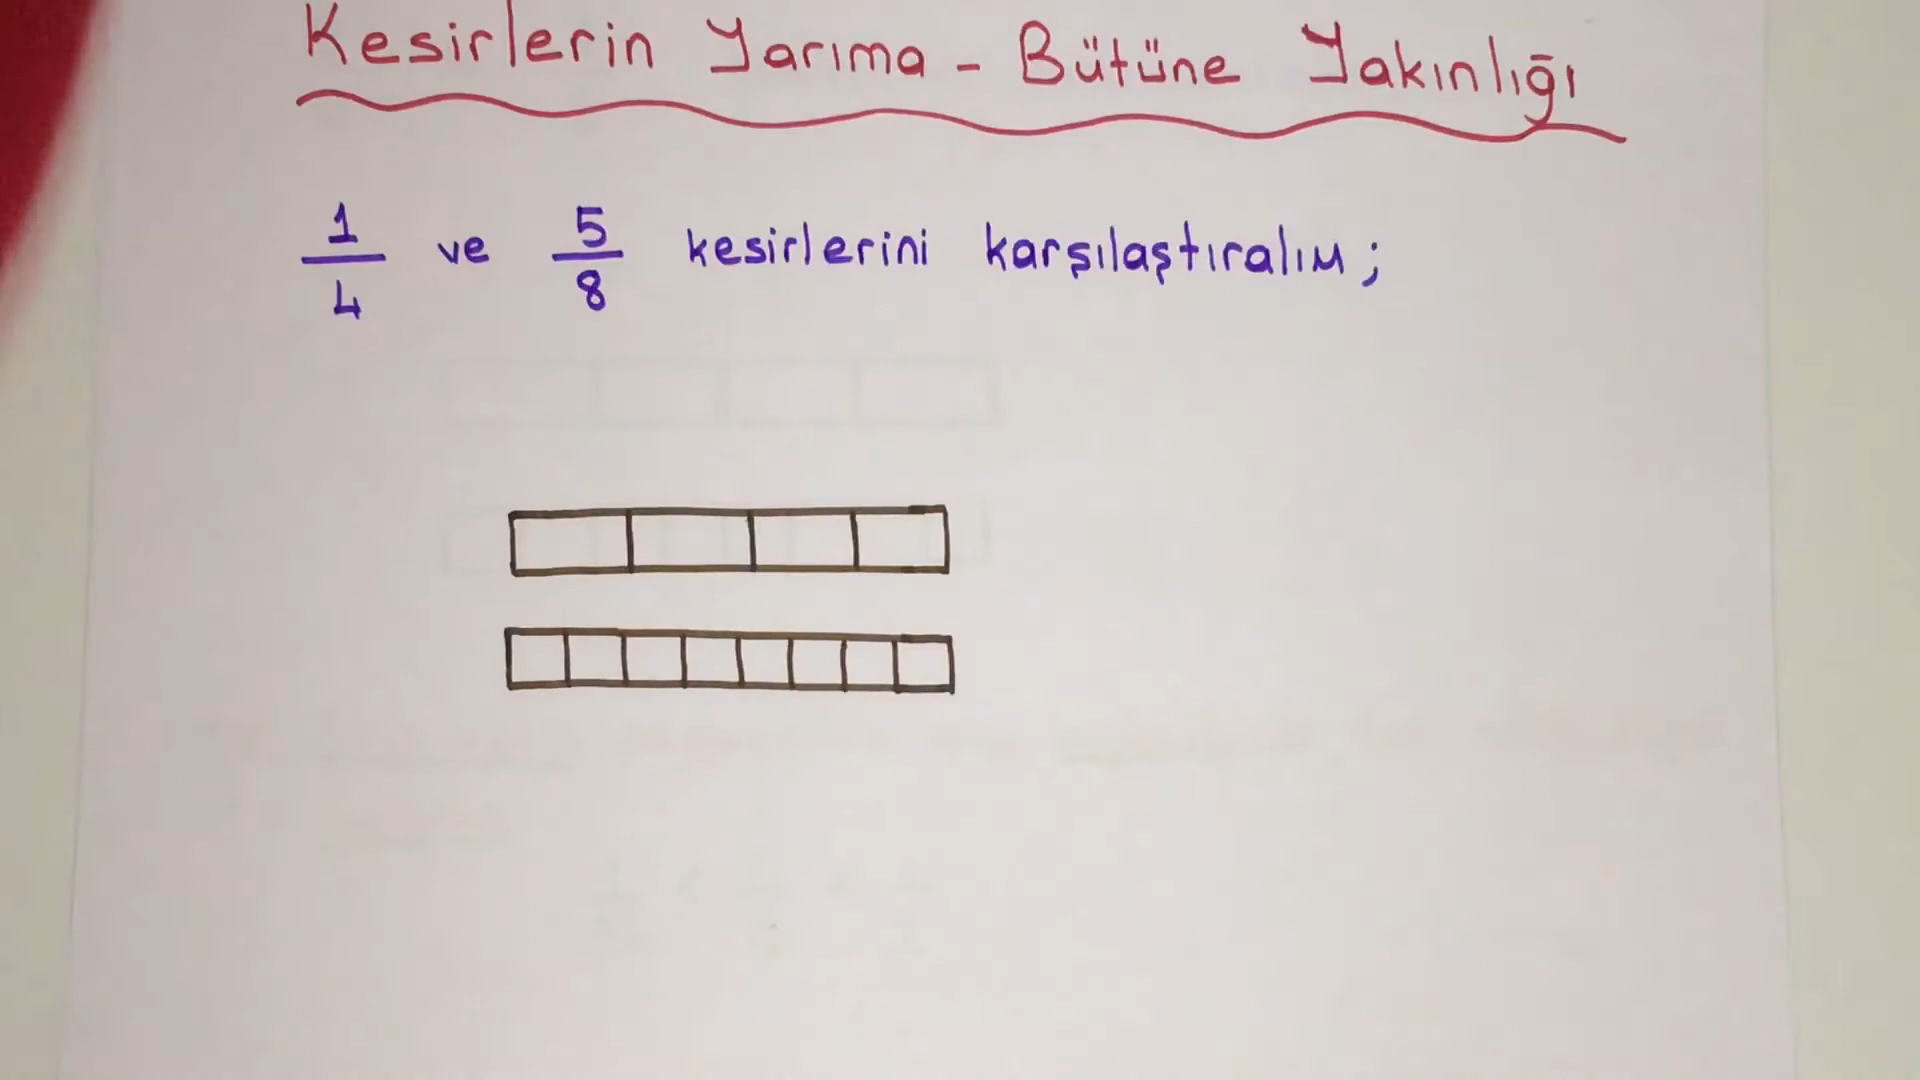 Kesirlerin Yarıma - Bütüne Yakınlığı
1/4 ve 5/8 kesirlerini karşılaştıralım;